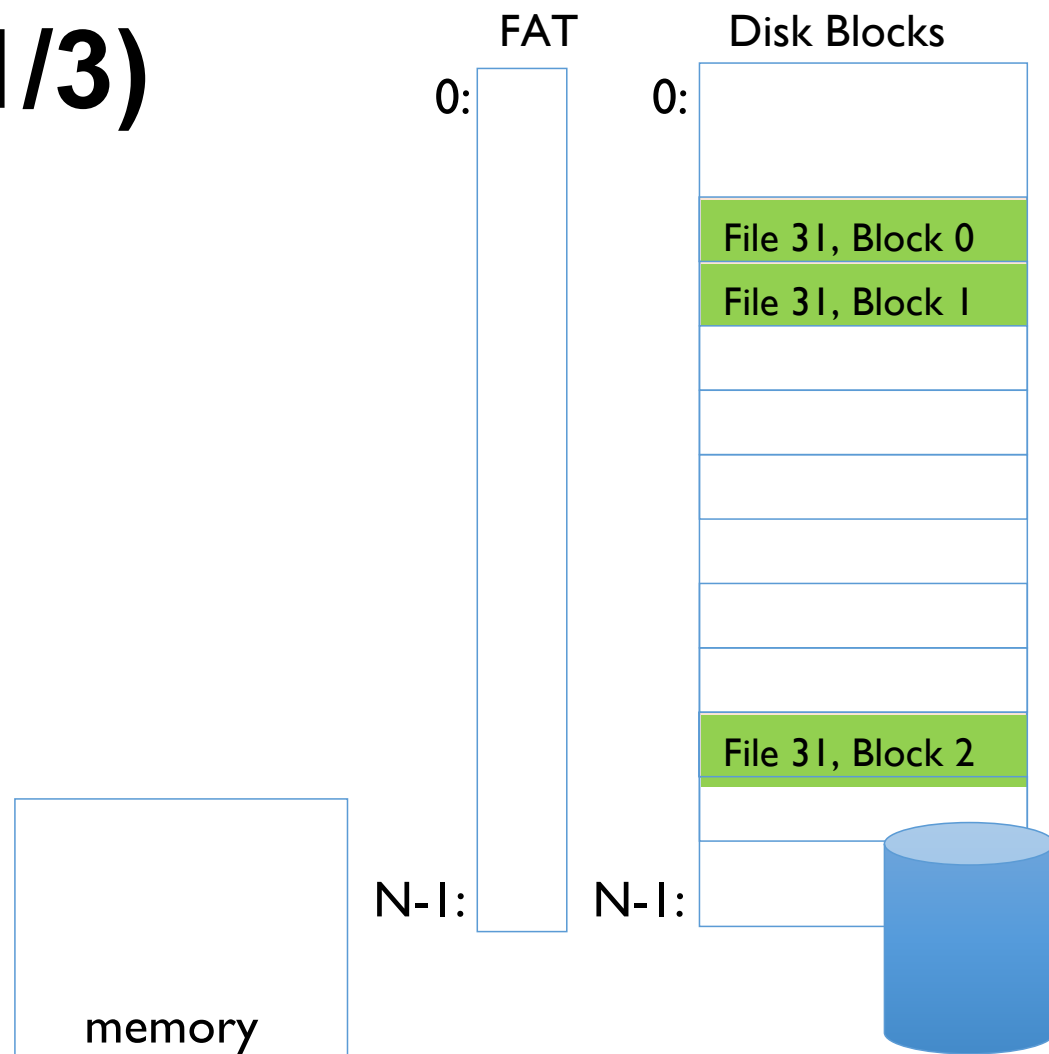 1/3)
FAT
Disk Blocks
0:
0:
File 31, Block 0
File 31, Block 1
File 31, Block 2
N-1:
N-1:
memory